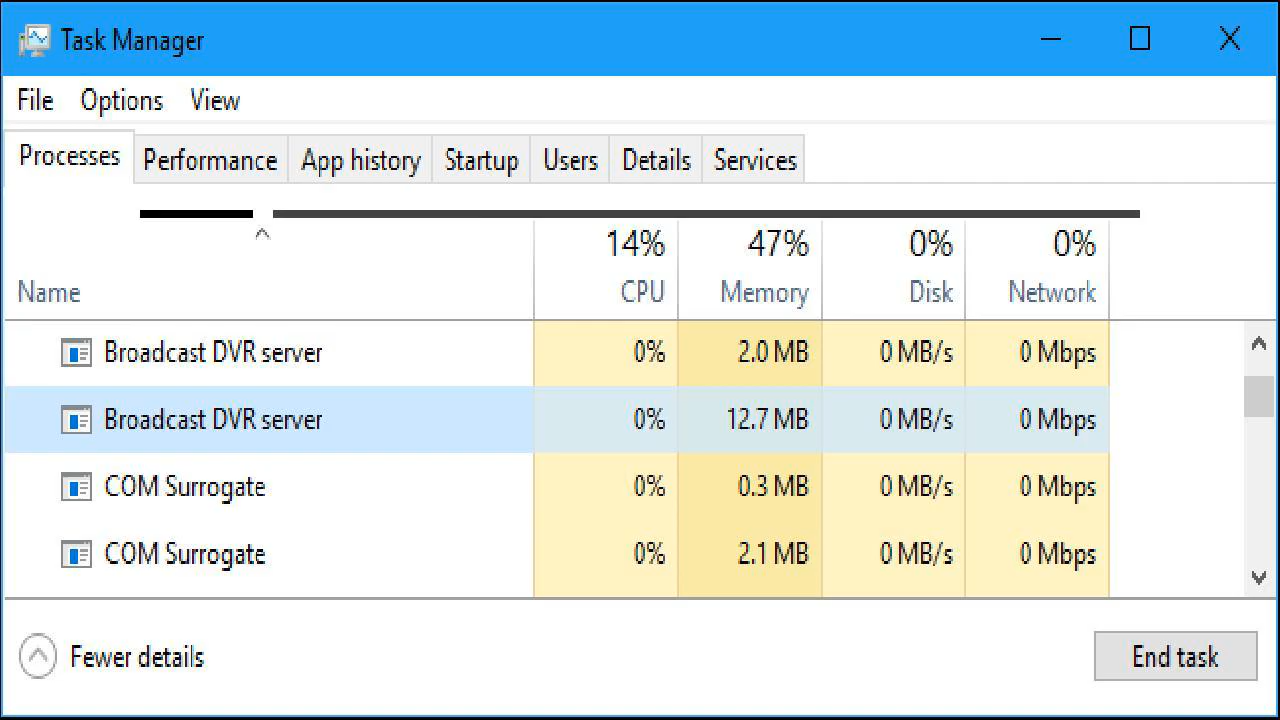 Task Manager
File Options View
Processes Performance App history Startup Users Details Services
14% 47% 0% 0%
Name CPU Memory Disk Network
Broadcast DVR server 0% 2.0 MB 0 MB/s 0 Mbps
Broadcast DVR server 0% 12.7 MB 0 MB/s 0 Mbps
COM Surrogate 0% 0.3 MB 0 MB/s 0 Mbps
COM Surrogate 0% 2.1 MB 0 MB/s 0 Mbps
Fewer details End task